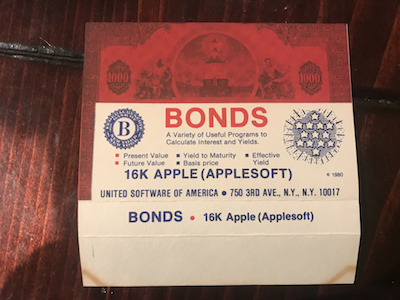 1000 1000
BONDS
B
A Variety of Useful Programs to
Calculate Interest and Yields.
■ Present Value ■ Yield to Maturity ■ Effective
■ Future Value ■ Basis price Yield
16K APPLE (APPLESOFT)
© 1980
UNITED SOFTWARE OF AMERICA • 750 3RD AVE., N.Y., N.Y. 10017
BONDS • 16K Apple (Applesoft)